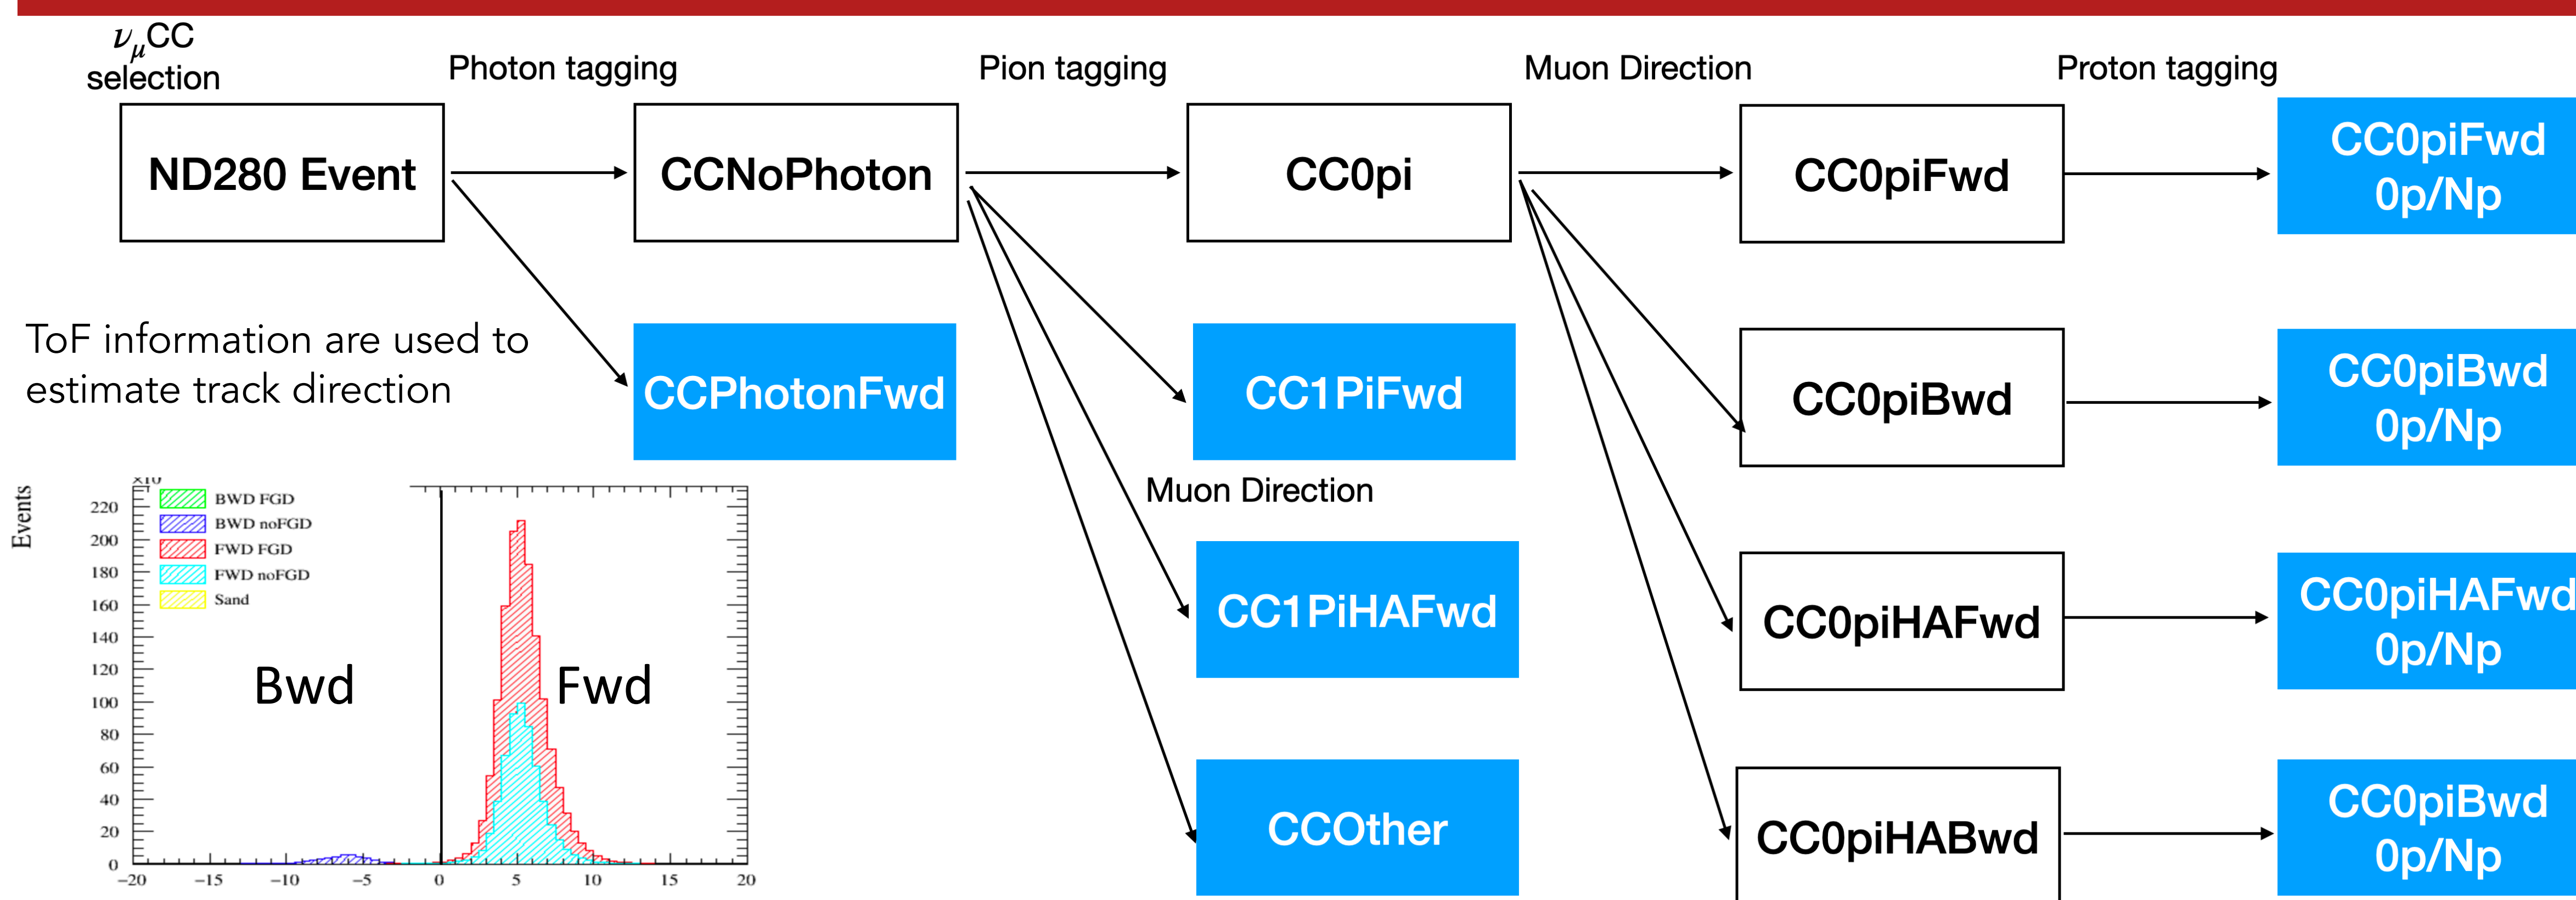 νμCC
selection
Photon tagging
Pion tagging
Muon Direction
Proton tagging
ND280 Event
CCNoPhoton
CC0pi
CC0piFwd
CC0piFwd
0p/Np
ToF information are used to
estimate track direction
CCPhotonFwd
CC1PiFwd
CC0piBwd
CC0piBwd
0p/Np
Muon Direction
CC1PiHAFwd
CC0piHAFwd
CC0piHAFwd
0p/Np
CCOther
CC0piHABwd
CC0piBwd
0p/Np
Events
BWD FGD
BWD noFGD
FWD FGD
FWD noFGD
Sand
Bwd
Fwd
220
200
180
160
140
120
100
80
60
40
20
0
−20 −15 −10 −5 0 5 10 15 20